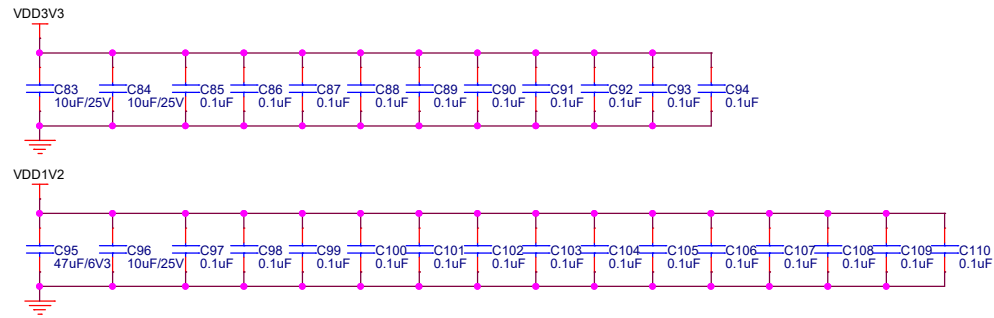 VDD3V3
C83 C84 C85 C86 C87 C88 C89 C90 C91 C92 C93 C94
10uF/25V 10uF/25V 0.1uF 0.1uF 0.1uF 0.1uF 0.1uF 0.1uF 0.1uF 0.1uF 0.1uF 0.1uF
VDD1V2
C95 C96 C97 C98 C99 C100 C101 C102 C103 C104 C105 C106 C107 C108 C109 C110
47uF/6V3 10uF/25V 0.1uF 0.1uF 0.1uF 0.1uF 0.1uF 0.1uF 0.1uF 0.1uF 0.1uF 0.1uF 0.1uF 0.1uF 0.1uF 0.1uF